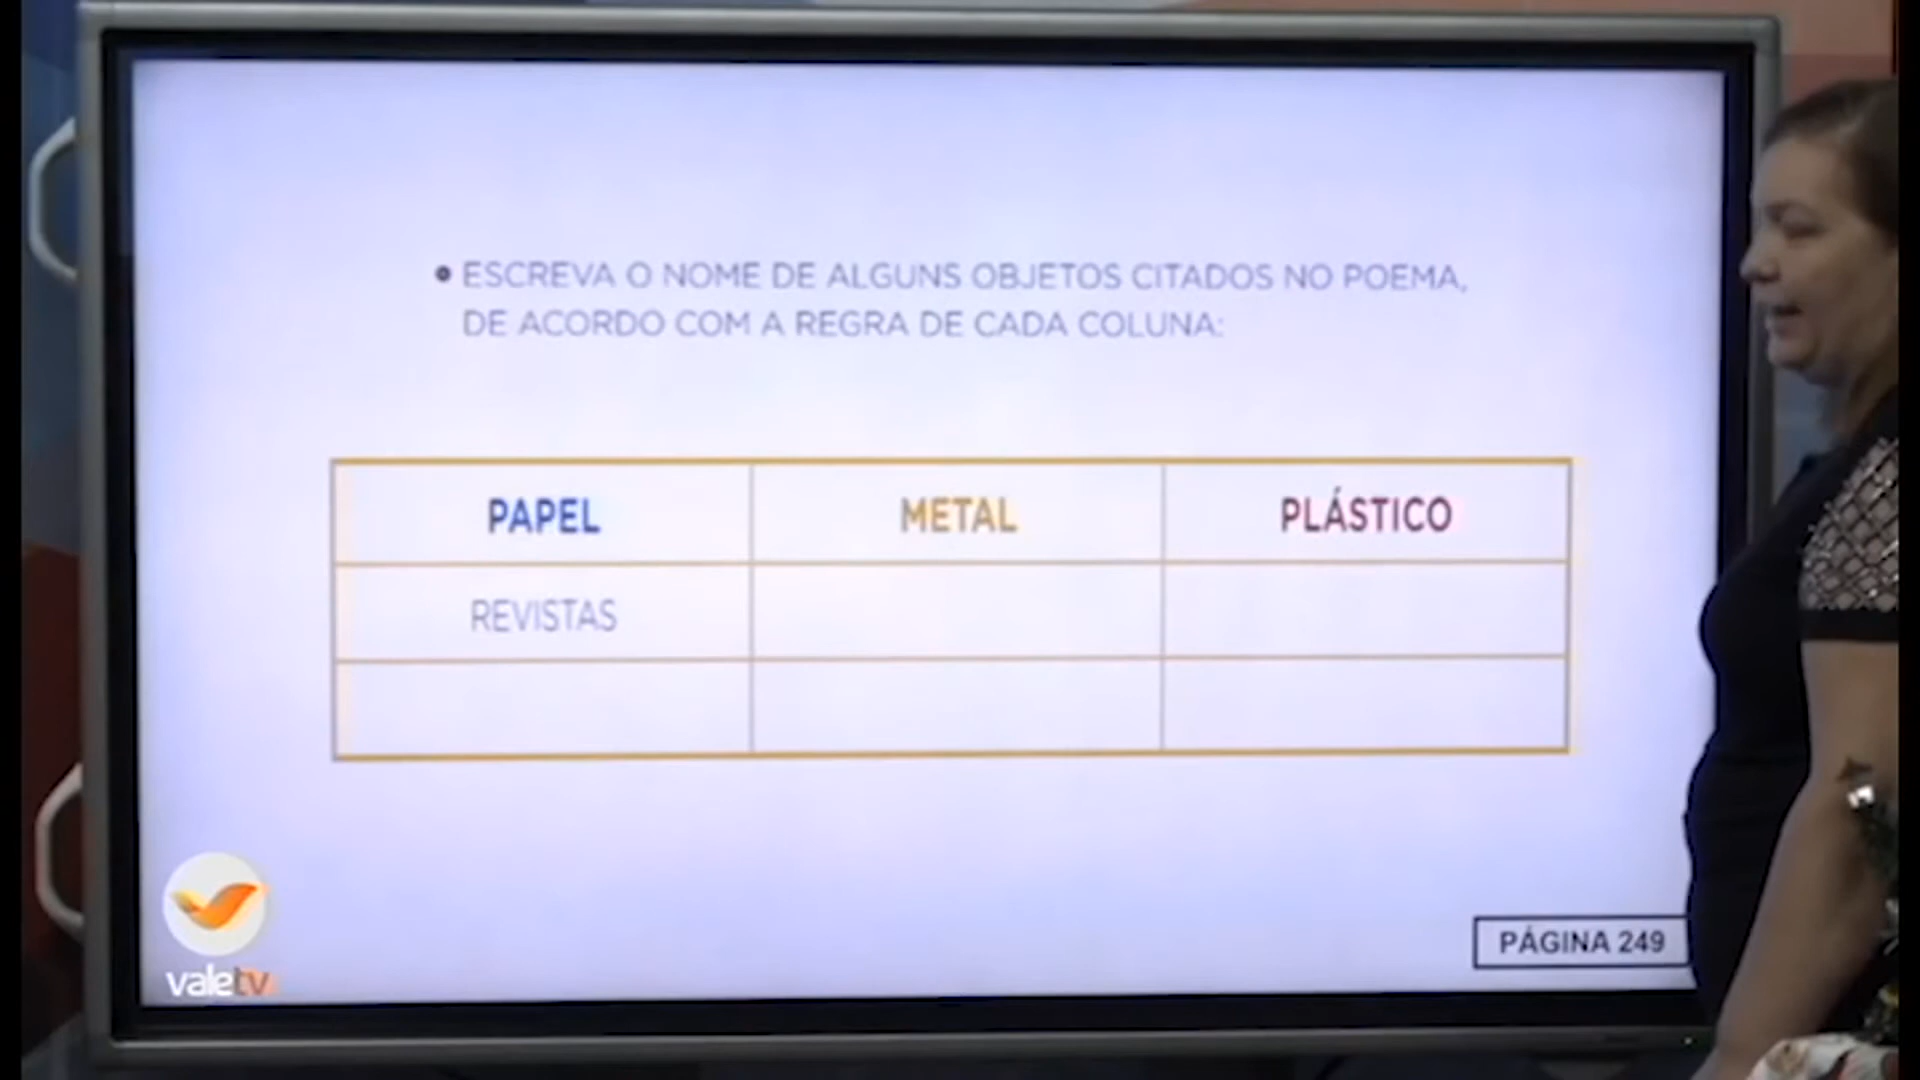 • ESCREVA O NOME DE ALGUNS OBJETOS CITADOS NO POEMA,
DE ACORDO COM A REGRA DE CADA COLUNA:
PAPEL METAL PLÁSTICO
REVISTAS
PÁGINA 249
valetv